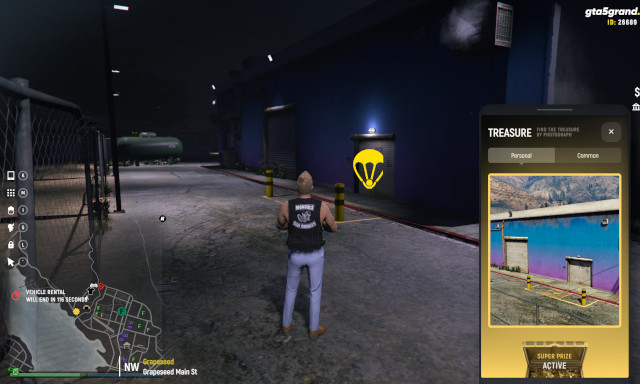 gta5grand.
ID: 26689
$
TREASURE
FIND THE TREASURE
BY PHOTOGRAPH
Personal
Common
VEHICLE RENTAL
WILL END IN 116 SECONDS
F
F
F
F
N
NW
Grapeseed
Grapeseed Main St
SUPER PRIZE
ACTIVE